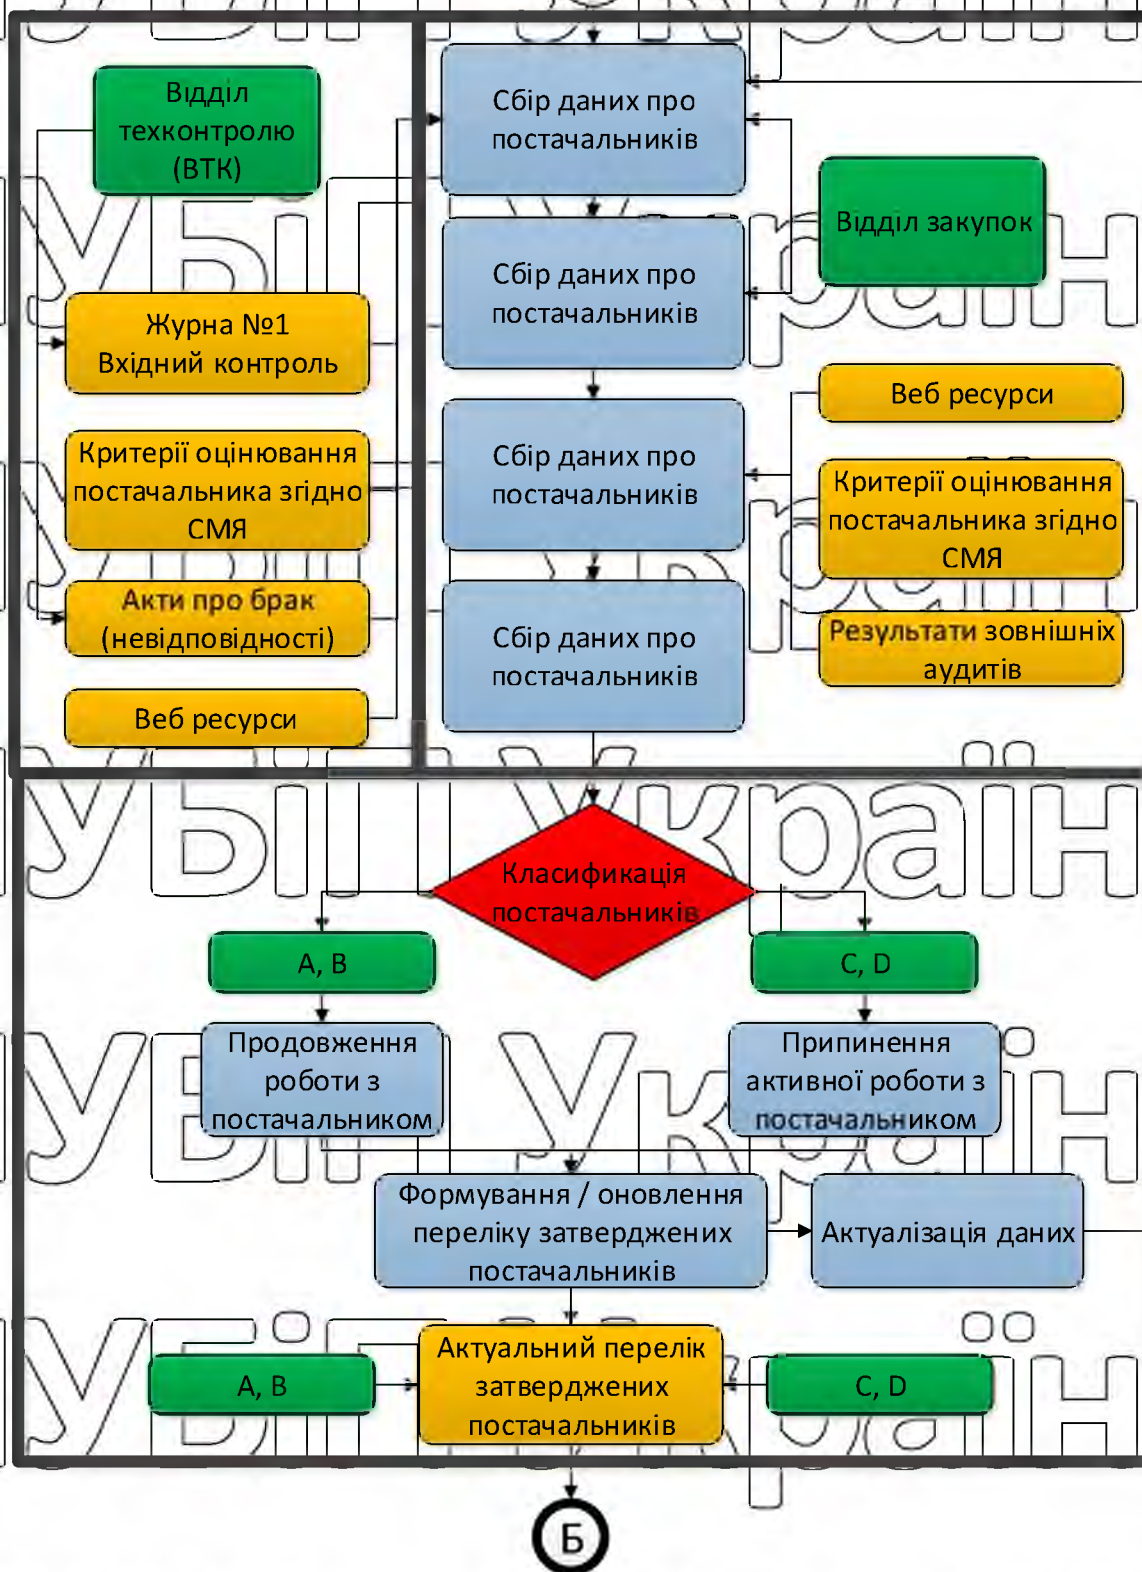 Відділ
техконтролю
(ВТК)
Журна №1
Вхідний контроль
Критерії оцінювання
постачальника згідно
СМЯ
Акти про брак
(невідповідності)
Веб ресурси
Сбір даних про
постачальників
Сбір даних про
постачальників
Сбір даних про
постачальників
Сбір даних про
постачальників
Відділ закупок
Веб ресурси
Критерії оцінювання
постачальника згідно
СМЯ
Результати зовнішніх
аудитів
Класифікація
постачальників
A, B
C, D
Продовження
роботи з
постачальником
Припинення
активної роботи з
постачальником
Формування / оновлення
переліку затверджених
постачальників
Актуалізація даних
A, B
Актуальний перелік
затверджених
постачальників
C, D
Б